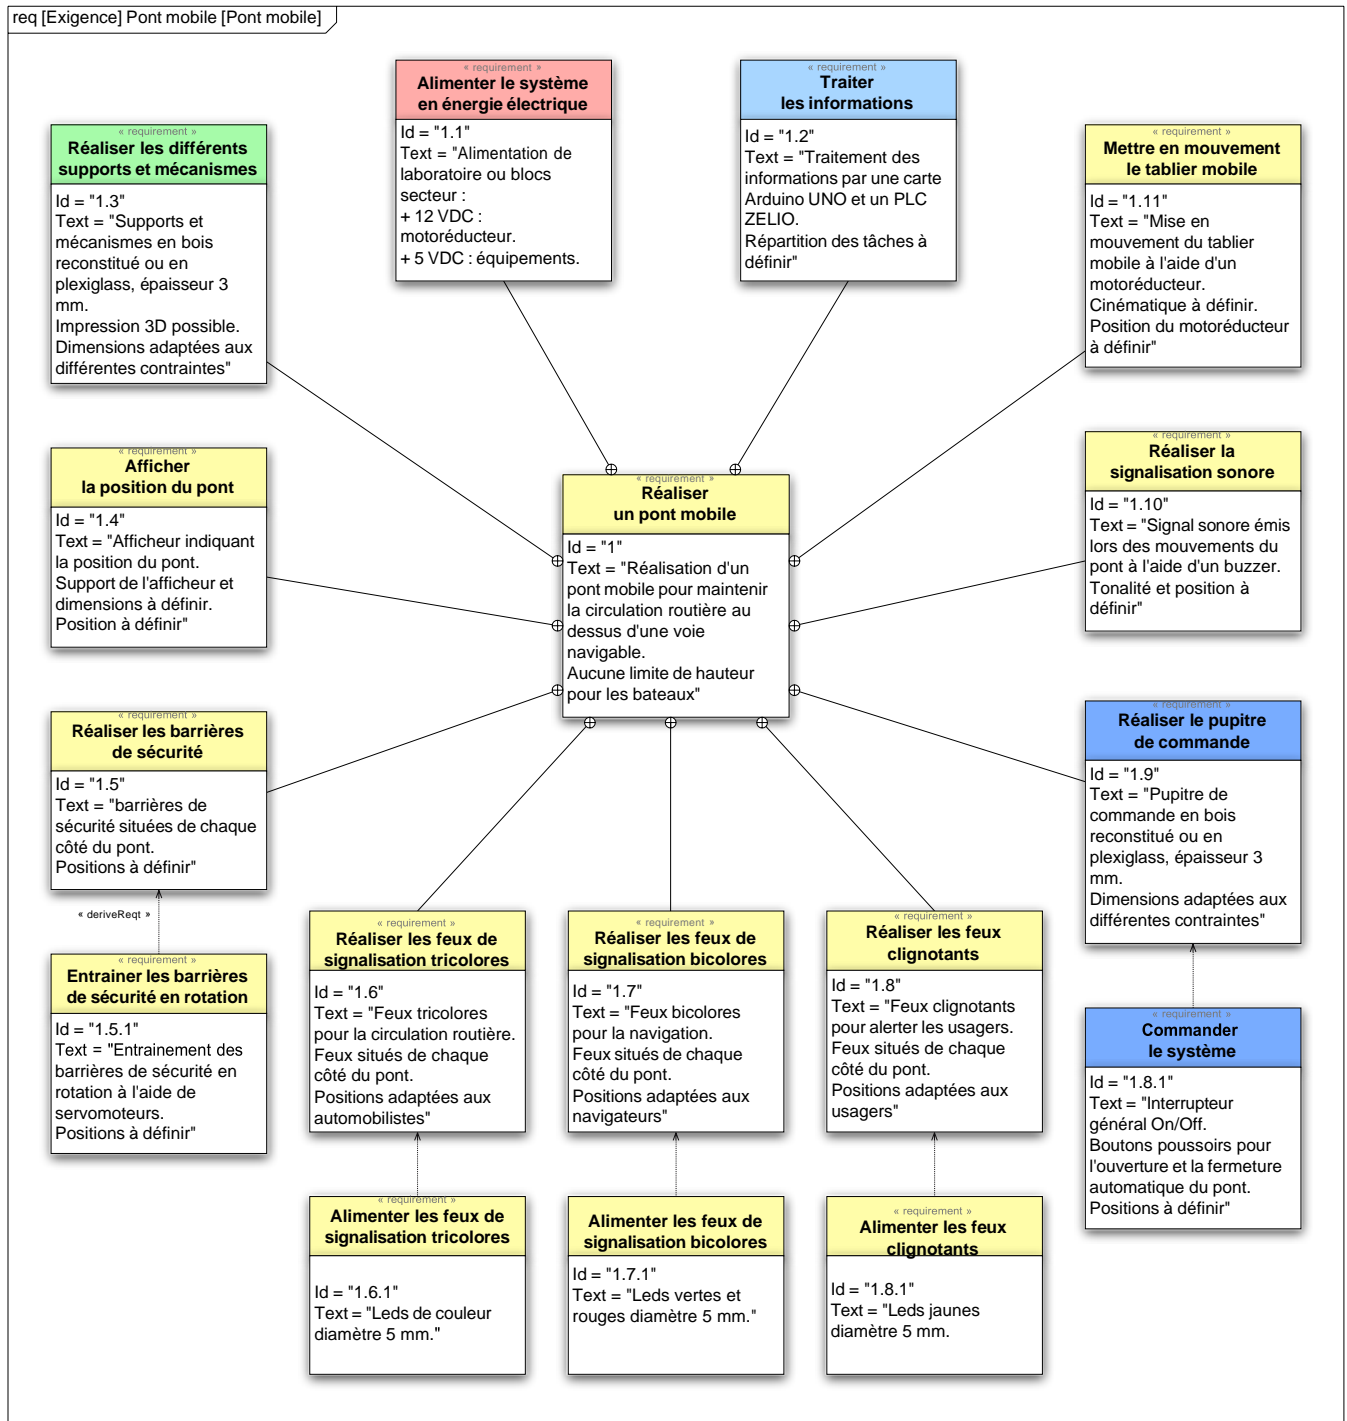 req [Exigence] Pont mobile [Pont mobile]
« requirement »
Alimenter le système
en énergie électrique
Id = "1.1"
Text = "Alimentation de
laboratoire ou blocs
secteur :
+ 12 VDC :
motoréducteur.
+ 5 VDC : équipements.
« requirement »
Traiter
les informations
Id = "1.2"
Text = "Traitement des
informations par une carte
Arduino UNO et un PLC
ZELIO.
Répartition des tâches à
définir"
« requirement »
Réaliser les différents
supports et mécanismes
Id = "1.3"
Text = "Supports et
mécanismes en bois
reconstitué ou en
plexiglass, épaisseur 3
mm.
Impression 3D possible.
Dimensions adaptées aux
différentes contraintes"
« requirement »
Mettre en mouvement
le tablier mobile
Id = "1.11"
Text = "Mise en
mouvement du tablier
mobile à l'aide d'un
motoréducteur.
Cinématique à définir.
Position du motoréducteur
à définir"
« requirement »
Afficher
la position du pont
Id = "1.4"
Text = "Afficheur indiquant
la position du pont.
Support de l'afficheur et
dimensions à définir.
Position à définir"
« requirement »
Réaliser
un pont mobile
Id = "1"
Text = "Réalisation d'un
pont mobile pour maintenir
la circulation routière au
dessus d'une voie
navigable.
Aucune limite de hauteur
pour les bateaux"
« requirement »
Réaliser la
signalisation sonore
Id = "1.10"
Text = "Signal sonore émis
lors des mouvements du
pont à l'aide d'un buzzer.
Tonalité et position à
définir"
« requirement »
Réaliser les barrières
de sécurité
Id = "1.5"
Text = "barrières de
sécurité situées de chaque
côté du pont.
Positions à définir"
« requirement »
Réaliser le pupitre
de commande
Id = "1.9"
Text = "Pupitre de
commande en bois
reconstitué ou en
plexiglass, épaisseur 3
mm.
Dimensions adaptées aux
différentes contraintes"
« deriveReqt »
« requirement »
Entrainer les barrières
de sécurité en rotation
Id = "1.5.1"
Text = "Entrainement des
barrières de sécurité en
rotation à l'aide de
servomoteurs.
Positions à définir"
« requirement »
Réaliser les feux de
signalisation tricolores
Id = "1.6"
Text = "Feux tricolores
pour la circulation routière.
Feux situés de chaque
côté du pont.
Positions adaptées aux
automobilistes"
« requirement »
Réaliser les feux de
signalisation bicolores
Id = "1.7"
Text = "Feux bicolores
pour la navigation.
Feux situés de chaque
côté du pont.
Positions adaptées aux
navigateurs"
« requirement »
Réaliser les feux
clignotants
Id = "1.8"
Text = "Feux clignotants
pour alerter les usagers.
Feux situés de chaque
côté du pont.
Positions adaptées aux
usagers"
« requirement »
Commander
le système
Id = "1.8.1"
Text = "Interrupteur
général On/Off.
Boutons poussoirs pour
l'ouverture et la fermeture
automatique du pont.
Positions à définir"
« requirement »
Alimenter les feux de
signalisation tricolores
Id = "1.6.1"
Text = "Leds de couleur
diamètre 5 mm."
« requirement »
Alimenter les feux de
signalisation bicolores
Id = "1.7.1"
Text = "Leds vertes et
rouges diamètre 5 mm."
« requirement »
Alimenter les feux
clignotants
Id = "1.8.1"
Text = "Leds jaunes
diamètre 5 mm.